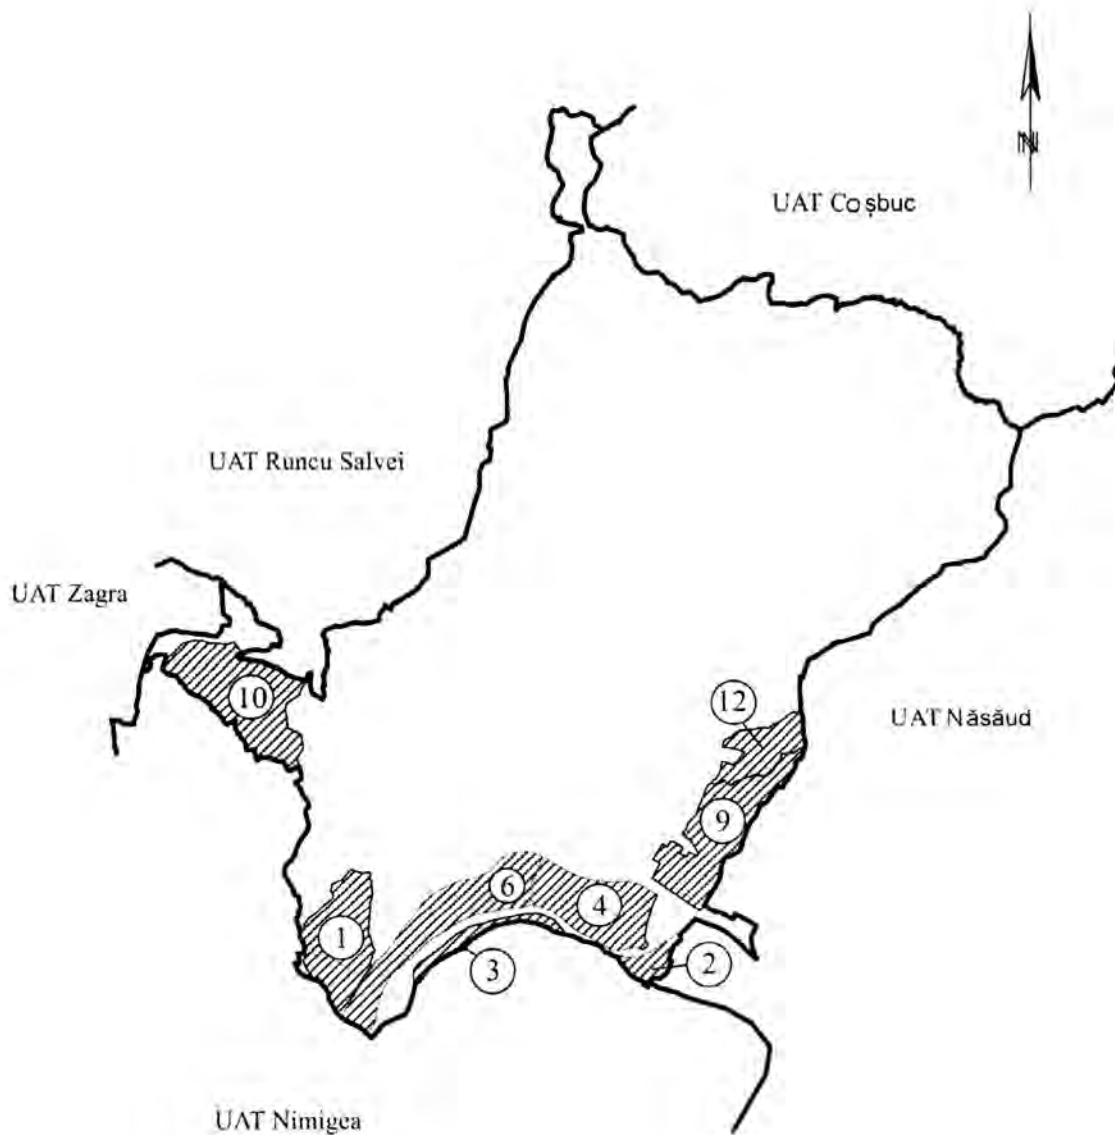 N
UAT Coșbuc
UAT Runcu Salvei
UAT Zagra
10
12
UAT Năsăud
9
6
4
1
3
2
UAT Nimigea